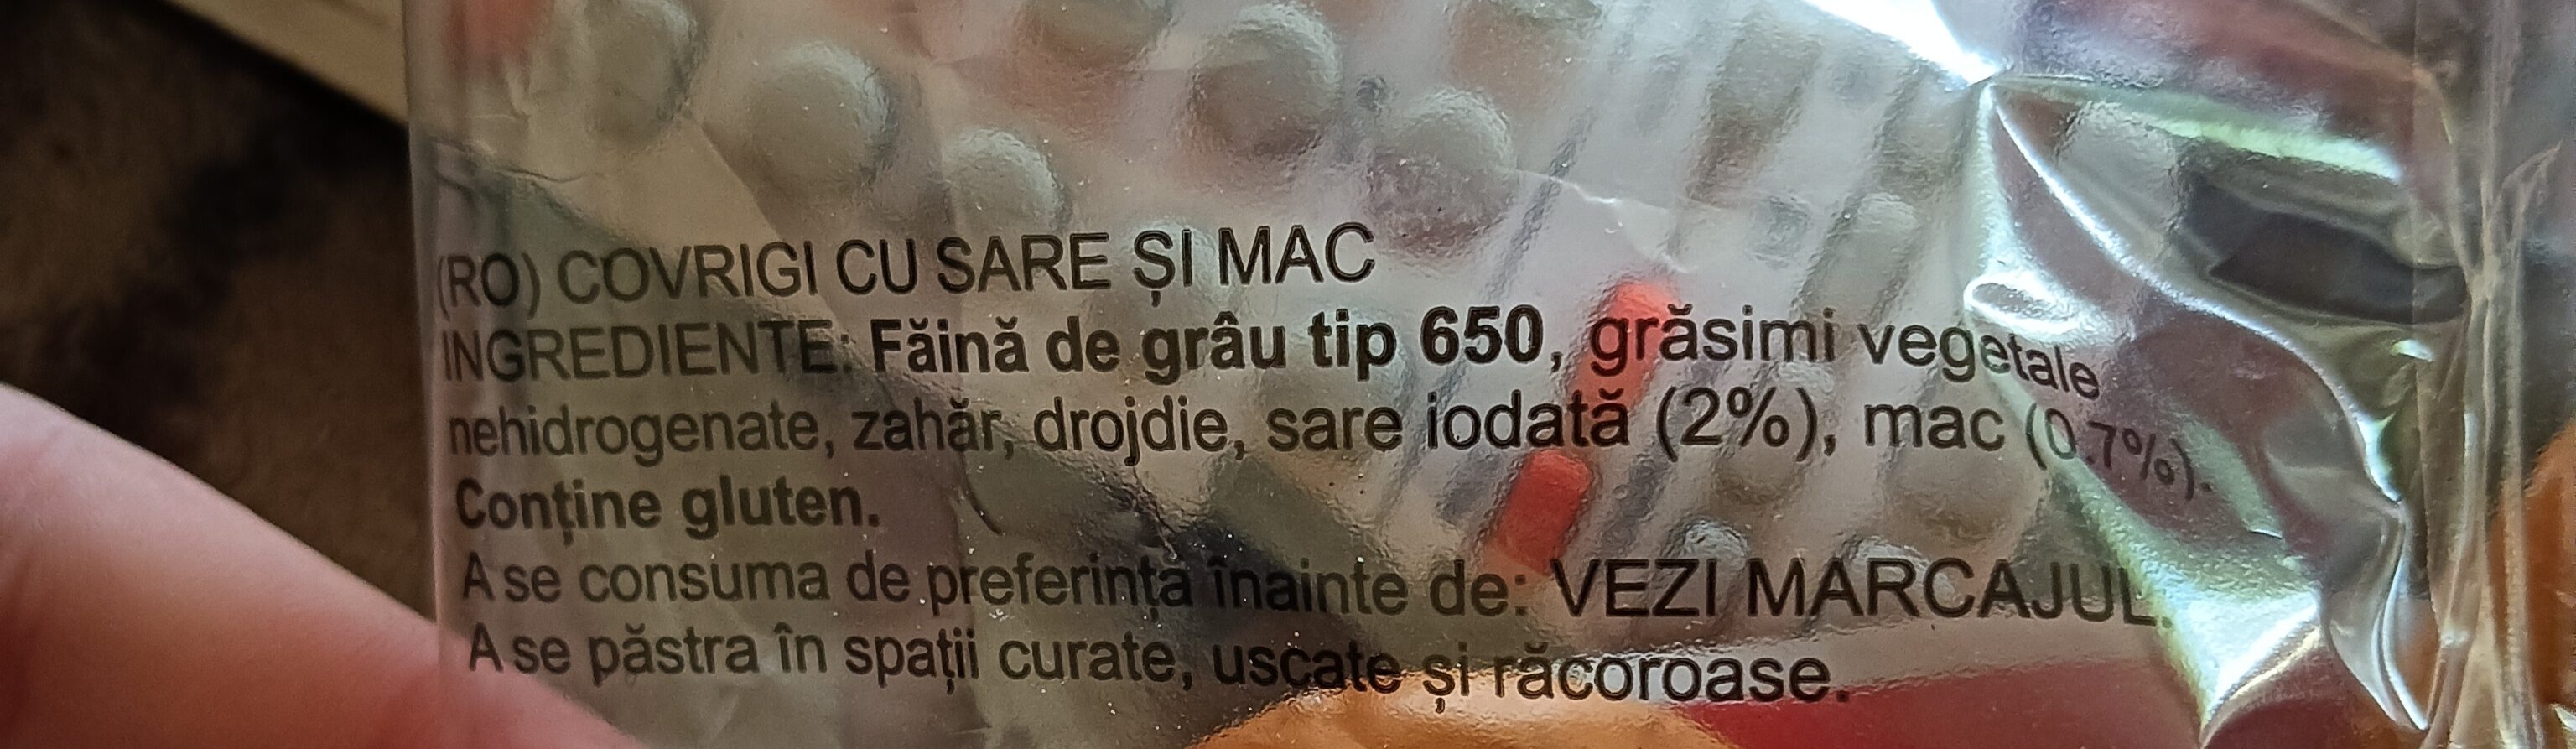 (RO) COVRIGI CU SARE ȘI MAC
INGREDIENTE: Făină de grâu tip 650, grăsimi vegetale
nehidrogenate, zahăr, drojdie, sare iodată (2%), mac (0.7%).
Conține gluten.
A se consuma de preferință înainte de: VEZI MARCAJUL.
A se păstra în spații curate, uscate și răcoroase.